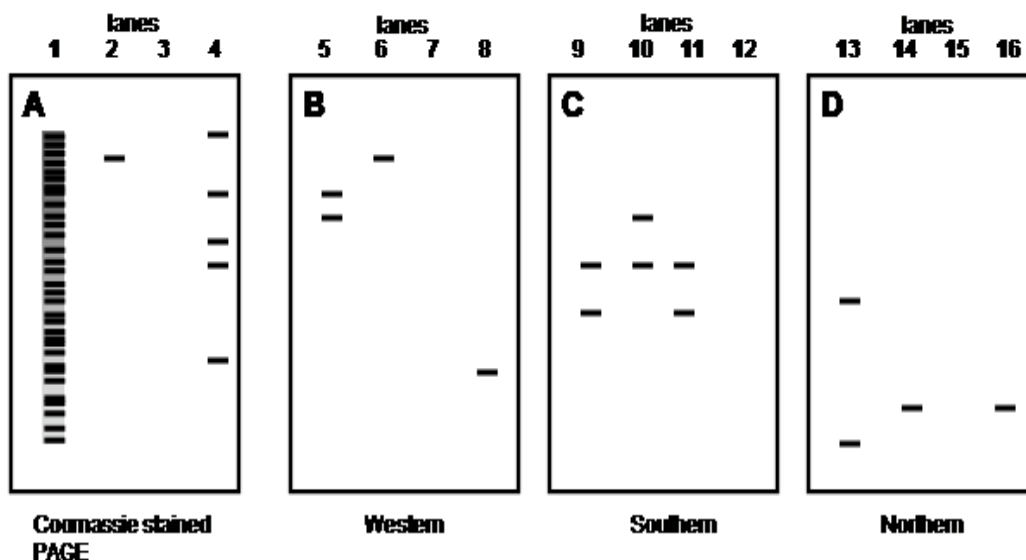 lanes
1 2 3 4
lanes
5 6 7 8
lanes
9 10 11 12
lanes
13 14 15 16
A
B
C
D
Coomassie stained
PAGE
Western
Southern
Northern